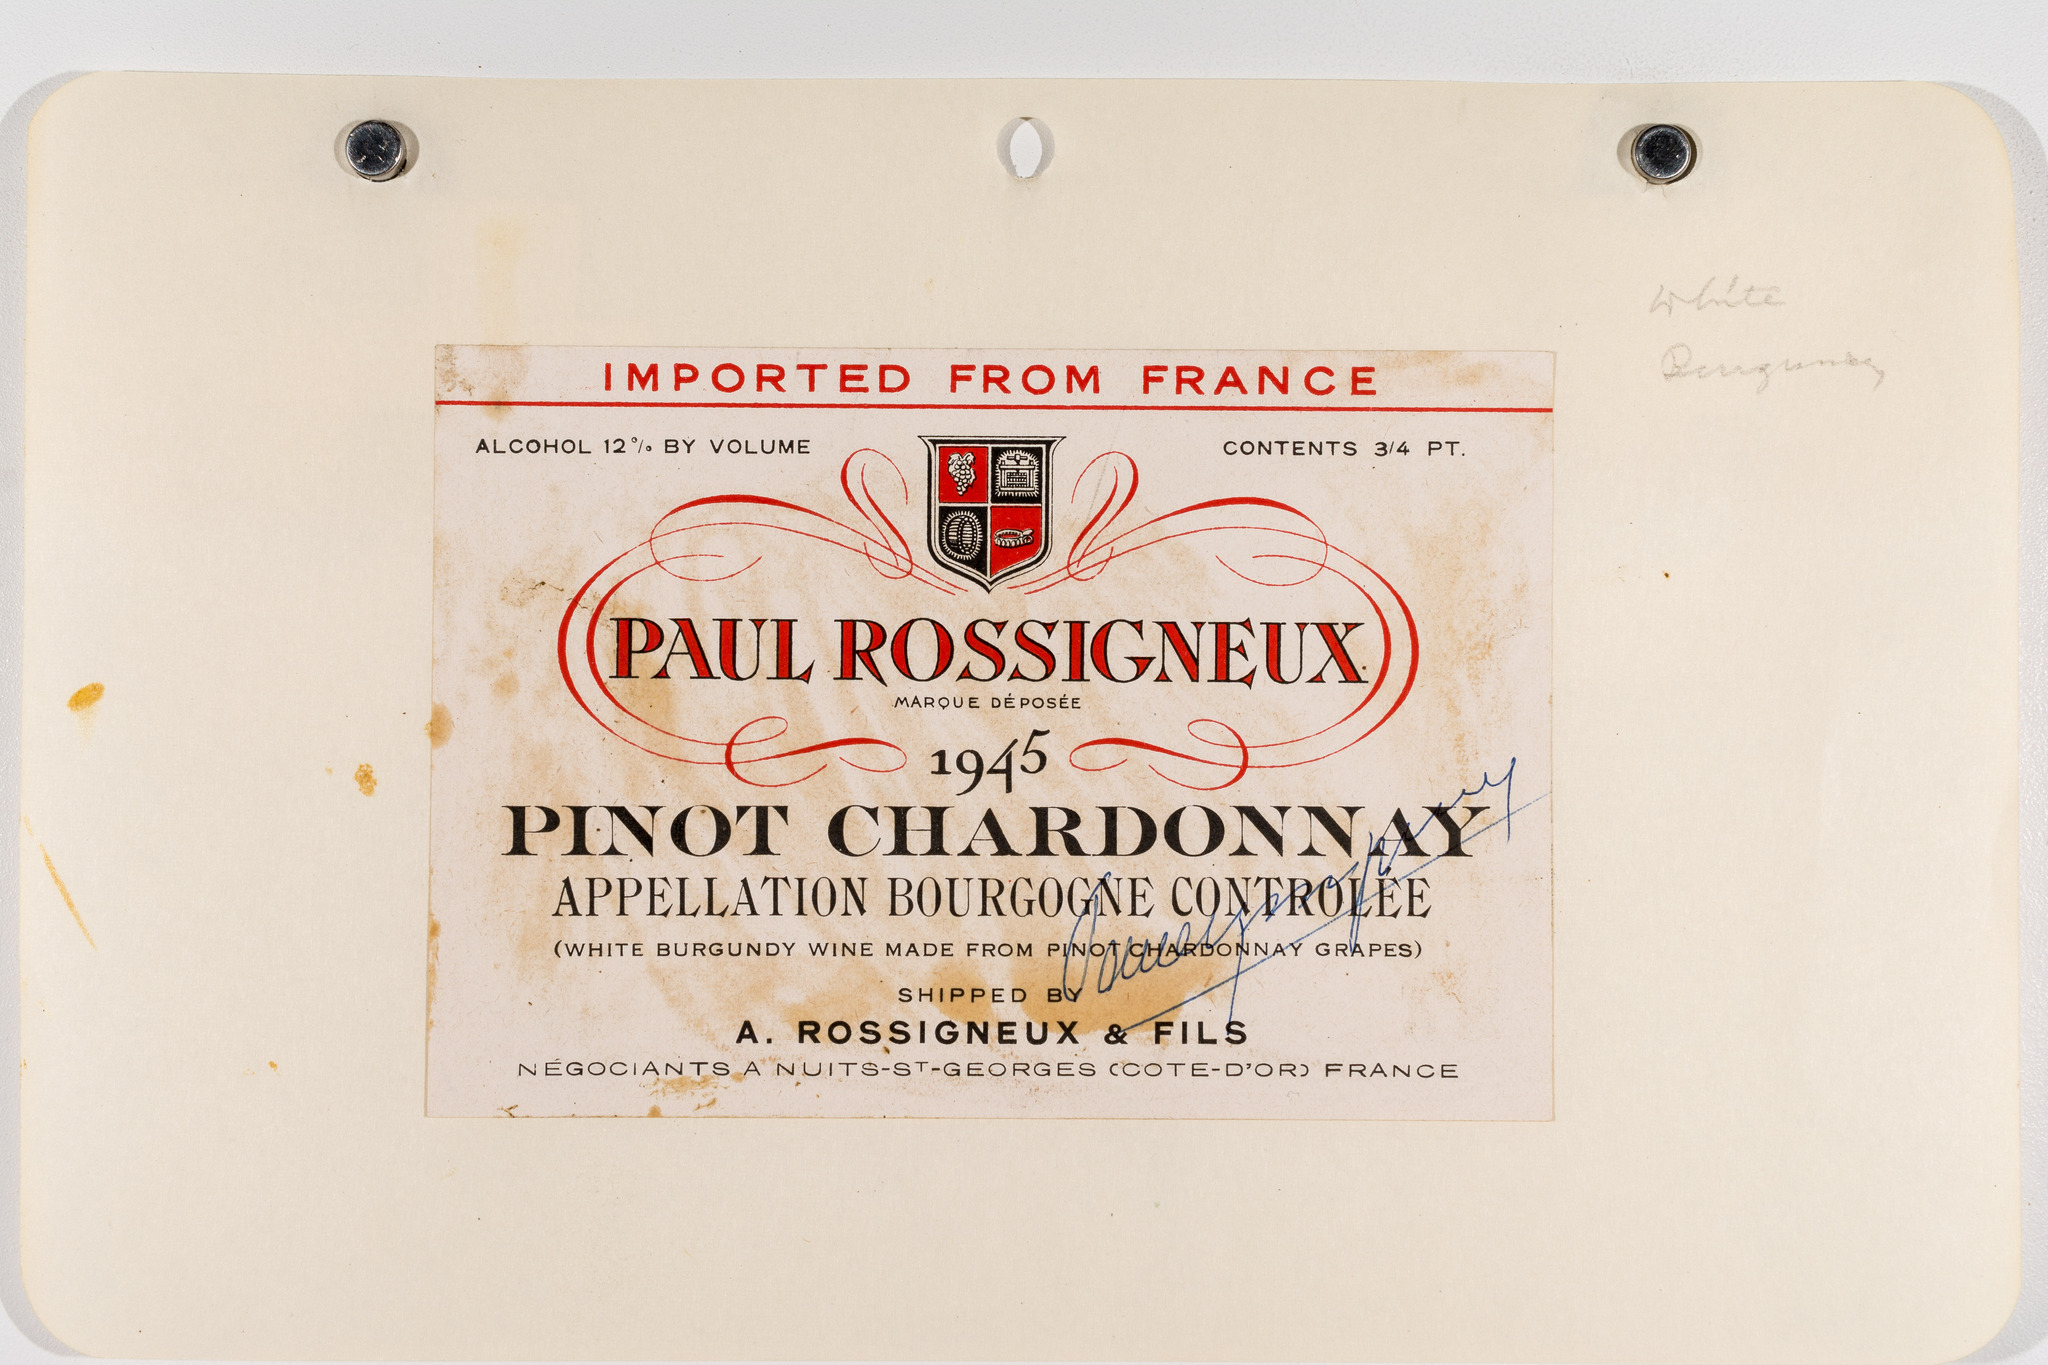 White
Burgundy
IMPORTED FROM FRANCE
ALCOHOL 12% BY VOLUME
CONTENTS 3/4 PT.
PAUL ROSSIGNEUX
MARQUE DÉPOSÉE
1945
PINOT CHARDONNAY
APPELLATION BOURGOGNE CONTROLÉE
(WHITE BURGUNDY WINE MADE FROM PINOT CHARDONNAY GRAPES)
SHIPPED BY
A. ROSSIGNEUX & FILS
NÉGOCIANTS A NUITS-ST-GEORGES (COTE-D'OR) FRANCE